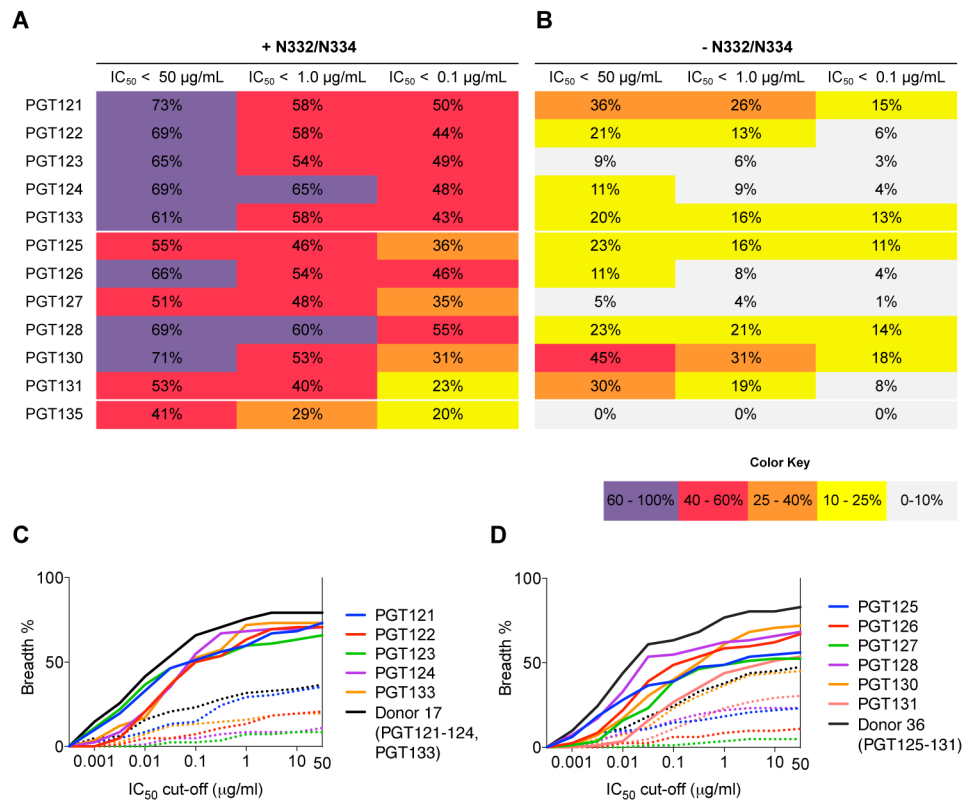 A
+ N332/N334
IC50 < 50 µg/mL IC50 < 1.0 µg/mL IC50 < 0.1 µg/mL
PGT121 73% 58% 50%
PGT122 69% 58% 44%
PGT123 65% 54% 49%
PGT124 69% 65% 48%
PGT133 61% 58% 43%
PGT125 55% 46% 36%
PGT126 66% 54% 46%
PGT127 51% 48% 35%
PGT128 69% 60% 55%
PGT130 71% 53% 31%
PGT131 53% 40% 23%
PGT135 41% 29% 20%
B
- N332/N334
IC50 < 50 µg/mL IC50 < 1.0 µg/mL IC50 < 0.1 µg/mL
36% 26% 15%
21% 13% 6%
9% 6% 3%
11% 9% 4%
20% 16% 13%
23% 16% 11%
11% 8% 4%
5% 4% 1%
23% 21% 14%
45% 31% 18%
30% 19% 8%
0% 0% 0%
Color Key
60 - 100% 40 - 60% 25 - 40% 10 - 25% 0-10%
C
Breadth %
100
50
0
0.001 0.01 0.1 1 10 50
IC50 cut-off (µg/ml)
PGT121
PGT122
PGT123
PGT124
PGT133
Donor 17
(PGT121-124,
PGT133)
D
Breadth %
100
50
0
0.001 0.01 0.1 1 10 50
IC50 cut-off (µg/ml)
PGT125
PGT126
PGT127
PGT128
PGT130
PGT131
Donor 36
(PGT125-131)